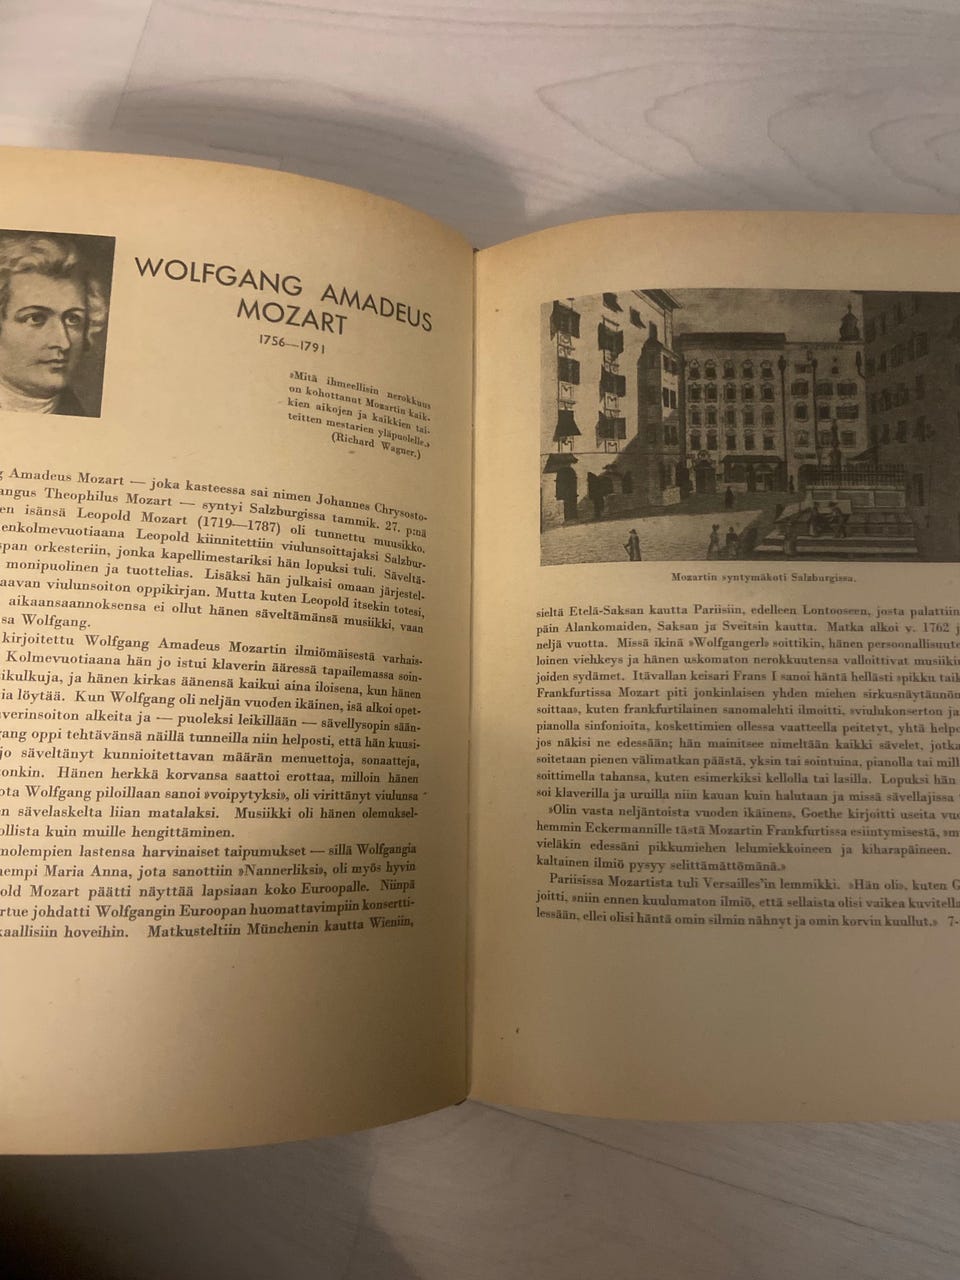 WOLFGANG AMADEUS
MOZART
1756—1791
»Mitä ihmeellisin nerokkuus
on kohottanut Mozartin kaik-
kien aikojen ja kaikkien tai-
teitten mestarien yläpuolelle.»
(Richard Wagner.)
Amadeus Mozart — joka kasteessa sai nimen Johannes Chrysosto-
Theophilus Mozart — syntyi Salzburgissa tammik. 27. p:nä
isänsä Leopold Mozart (1719—1787) oli tunnettu muusikko.
enkolmevuotiaana Leopold kiinnitettiin viulunsoittajaksi Salzbur-
span orkesteriin, jonka kapellimestariksi hän lopuksi tuli. Säveltä-
monipuolinen ja tuottelias. Lisäksi hän julkaisi omaan järjestel-
aavan viulunsoiton oppikirjan. Mutta kuten Leopold itsekin totesi,
aikaansaannoksensa ei ollut hänen säveltämänsä musiikki, vaan
sa Wolfgang.
kirjoitettu Wolfgang Amadeus Mozartin ilmiömäisestä varhais-
Kolmevuotiaana hän jo istui klaverin ääressä tapailemassa soin-
ikulkuja, ja hänen kirkas äänensä kaikui aina iloisena, kun hänen
ia löytää. Kun Wolfgang oli neljän vuoden ikäinen, isä alkoi opet-
verinsoiton alkeita ja — puoleksi leikillään — sävellysopin sään-
gang oppi tehtävänsä näillä tunneilla niin helposti, että hän kuusi-
jo säveltänyt kunnioitettavan määrän menuettoja, sonaatteja,
onkin. Hänen herkkä korvansa saattoi erottaa, milloin hänen
ota Wolfgang piloillaan sanoi »voipytyksi», oli virittänyt viulunsa
n sävelaskelta liian matalaksi. Musiikki oli hänen olemuksel-
ollista kuin muille hengittäminen.
molempien lastensa harvinaiset taipumukset — sillä Wolfgangia
hempi Maria Anna, jota sanottiin »Nannerliksi», oli myös hyvin
old Mozart päätti näyttää lapsiaan koko Euroopalle. Niinpä
rtue johdatti Wolfgangin Euroopan huomattavimpiin konsertti-
kaallisiin hoveihin. Matkusteltiin Münchenin kautta Wieniin,
Mozartin syntymäkoti Salzburgissa.
sieltä Etelä-Saksan kautta Pariisiin, edelleen Lontooseen, josta palattiin
päin Alankomaiden, Saksan ja Sveitsin kautta. Matka alkoi v. 1762 j
neljä vuotta. Missä ikinä »Wolfgangerl» soittikin, hänen persoonallisuute
loinen viehkeys ja hänen uskomaton nerokkuutensa valloittivat musiikin
joiden sydämet. Itävallan keisari Frans I sanoi häntä hellästi »pikku taik
Frankfurtissa Mozart piti jonkinlaisen yhden miehen sirkusnäytännön
soittaa», kuten frankfurtilainen sanomalehti ilmoitti, »viulukonserton ja
pianolla sinfonioita, koskettimien ollessa vaatteella peitetyt, yhtä helpo
jos näkisi ne edessään; hän mainitsee nimeltään kaikki sävelet, jotka
soitetaan pienen välimatkan päästä, yksin tai sointuina, pianolla tai mill
soittimella tahansa, kuten esimerkiksi kellolla tai lasilla. Lopuksi hän
soi klaverilla ja uruilla niin kauan kuin halutaan ja missä sävellajissa
»Olin vasta neljäntoista vuoden ikäinen», Goethe kirjoitti useita vuo
hemmin Eckermannille tästä Mozartin Frankfurtissa esiintymisestä, »m
vieläkin edessäni pikkumiehen lelumiekkoineen ja kiharapäineen.
kaltainen ilmiö pysyy selittämättömänä.»
Pariisissa Mozartista tuli Versailles'in lemmikki. »Hän oli», kuten G
joitti, »niin ennen kuulumaton ilmiö, että sellaista olisi vaikea kuvitella
lessään, ellei olisi häntä omin silmin nähnyt ja omin korvin kuullut.» 7-